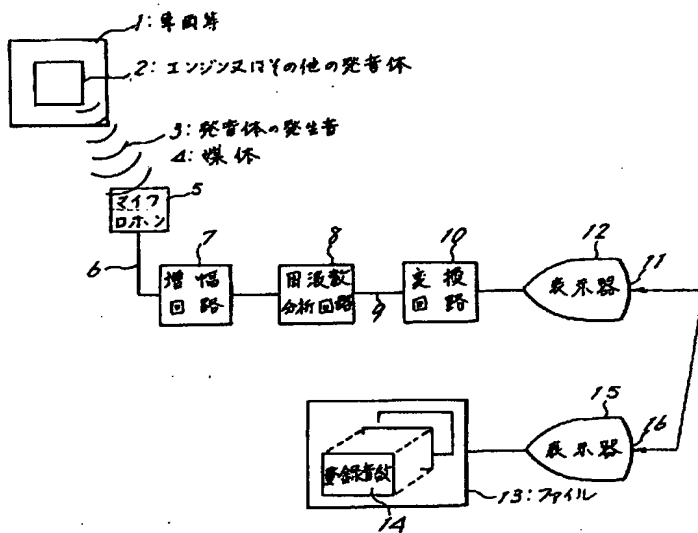 1: 車両等
2: エンジン又はその他の発音体
3: 発音体の発生音
4: 媒体
マイク
ロホン
5
6
7
増幅
回路
8
周波数
分析回路
9
10
変換
回路
12
表示器
11
15
表示器
16
登録音紋
14
13: ファイル